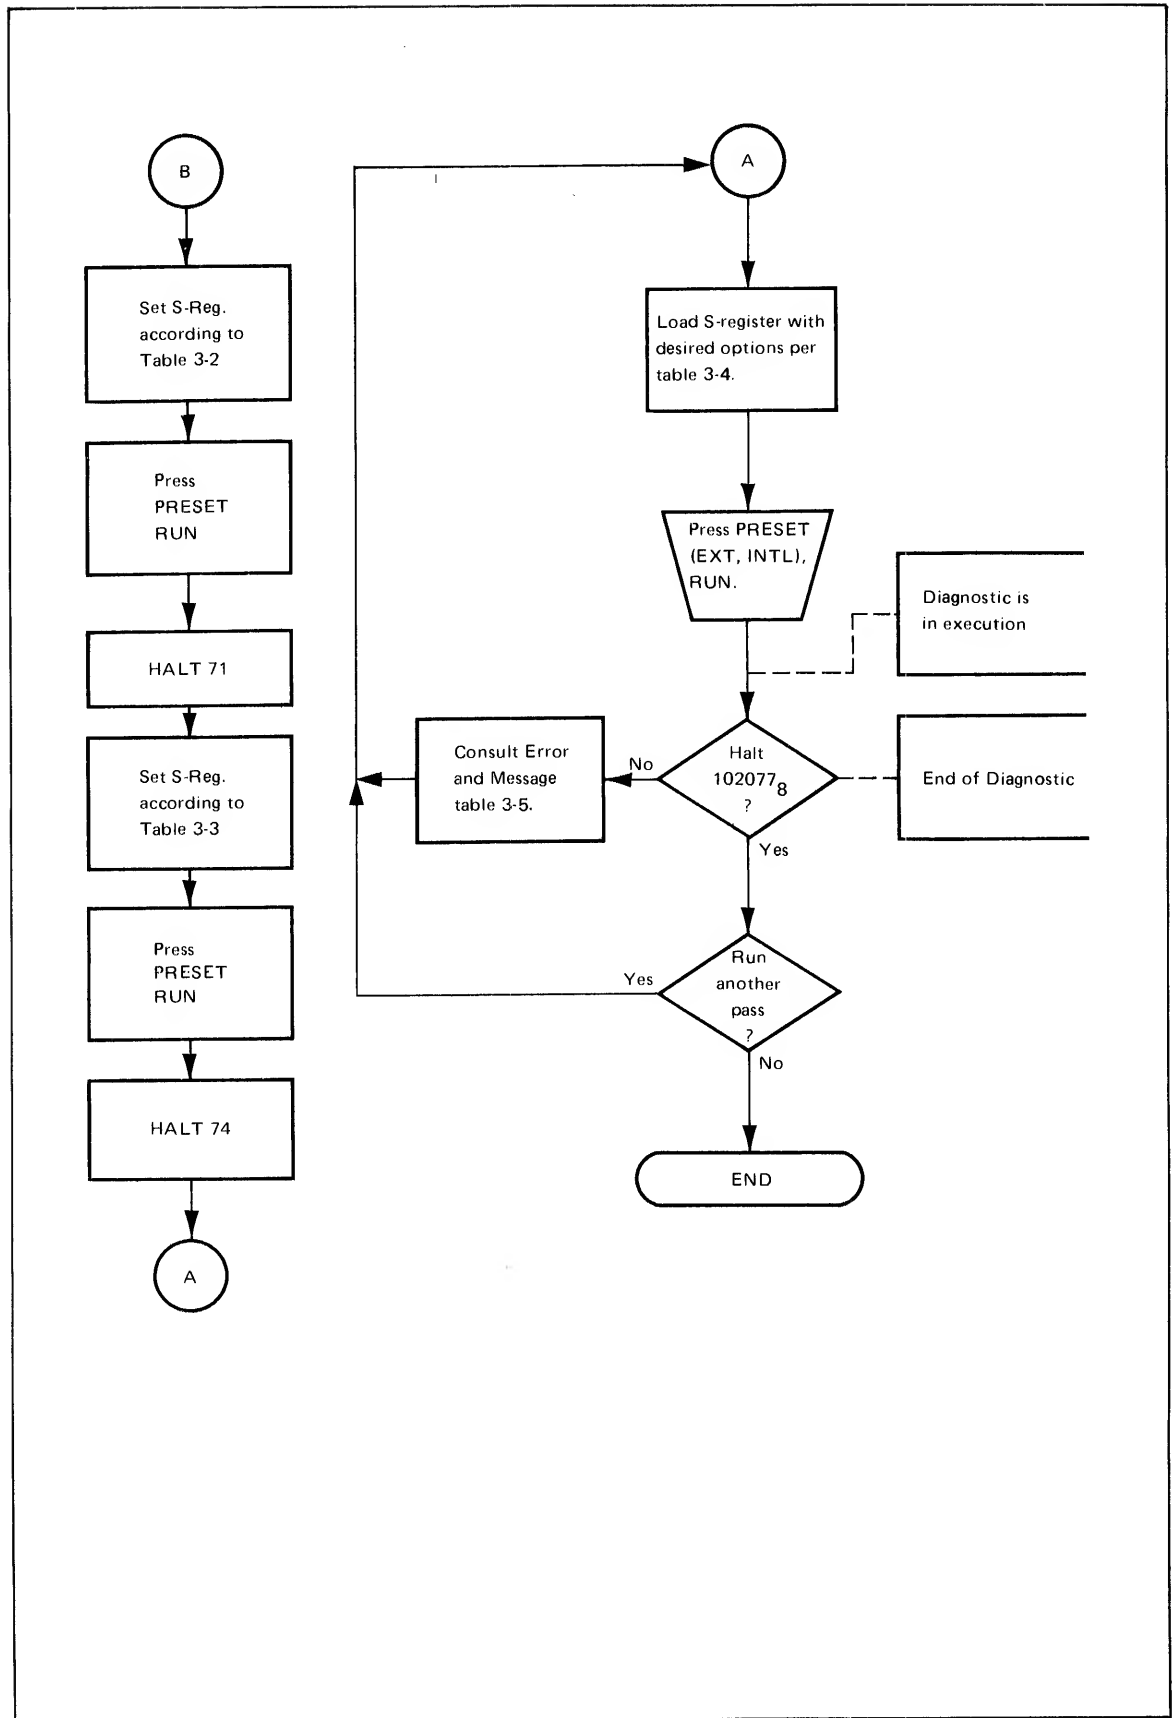 B
Set S-Reg.
according to
Table 3-2
Press
PRESET
RUN
HALT 71
Set S-Reg.
according to
Table 3-3
Press
PRESET
RUN
HALT 74
A
A
Load S-register with
desired options per
table 3-4.
Press PRESET
(EXT, INTL),
RUN.
Diagnostic is
in execution
Halt
102077₈
?
End of Diagnostic
No
Consult Error
and Message
table 3-5.
Yes
Run
another
pass
?
Yes
No
END